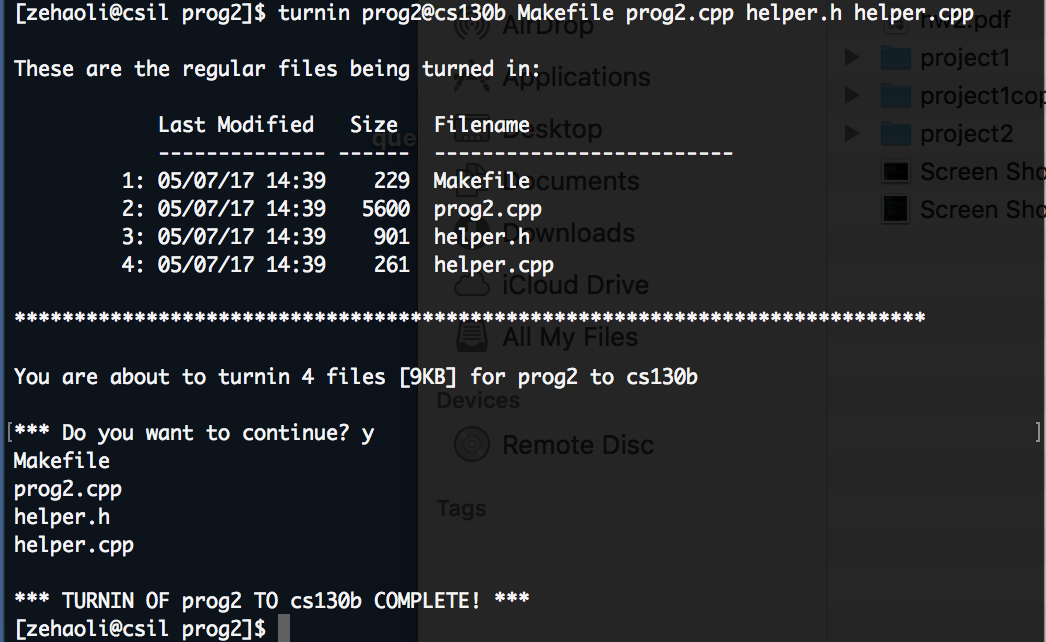 [zehaoli@csil prog2]$ turnin prog2@cs130b Makefile prog2.cpp helper.h helper.cpp
These are the regular files being turned in:
Last Modified Size Filename
-------------- ------ -------------------------
1: 05/07/17 14:39 229 Makefile
2: 05/07/17 14:39 5600 prog2.cpp
3: 05/07/17 14:39 901 helper.h
4: 05/07/17 14:39 261 helper.cpp
****************************************************************************
You are about to turnin 4 files [9KB] for prog2 to cs130b
[*** Do you want to continue? y ]
Makefile
prog2.cpp
helper.h
helper.cpp
*** TURNIN OF prog2 TO cs130b COMPLETE! ***
[zehaoli@csil prog2]$
AirDrop
Applications
Desktop
Documents
Downloads
iCloud Drive
All My Files
Devices
Remote Disc
Tags
project1
project1cop
project2
Screen Sho
Screen Sho